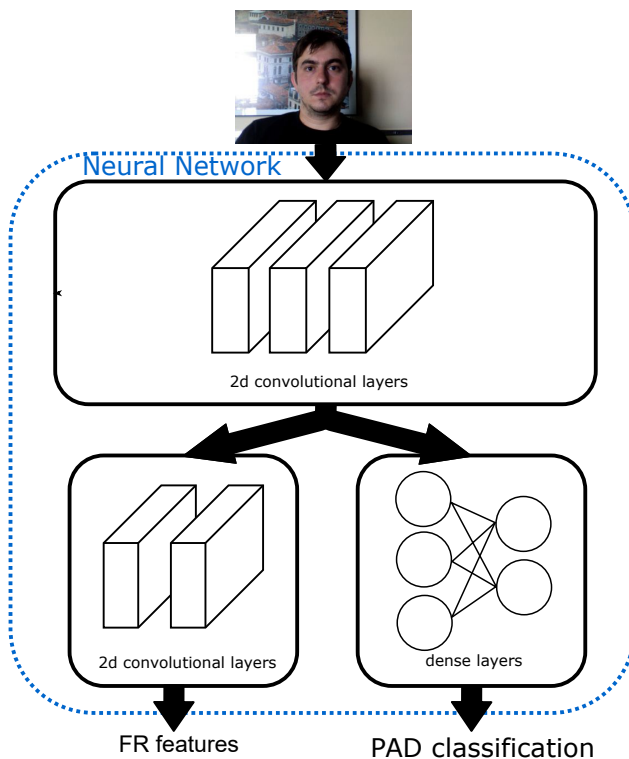 Neural Network
2d convolutional layers
2d convolutional layers
dense layers
FR features
PAD classification